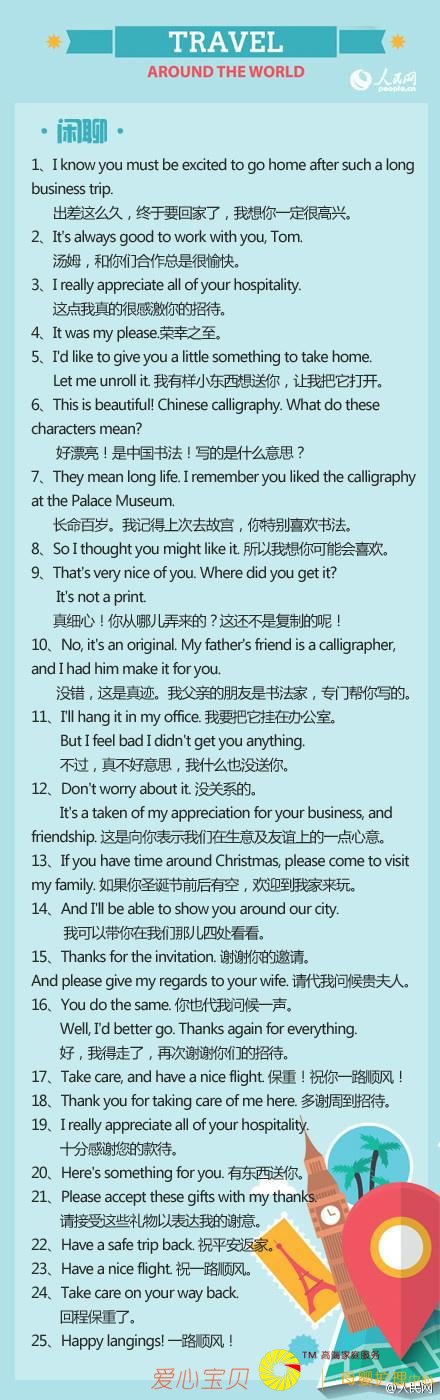 TRAVEL
AROUND THE WORLD
人民网
people.cn
·闲聊·
1、I know you must be excited to go home after such a long
business trip.
出差这么久，终于要回家了，我想你一定很高兴。
2、It's always good to work with you, Tom.
汤姆，和你们合作总是很愉快。
3、I really appreciate all of your hospitality.
这点我真的很感激你的招待。
4、It was my please.荣幸之至。
5、I'd like to give you a little something to take home.
Let me unroll it. 我有样小东西想送你，让我把它打开。
6、This is beautiful! Chinese calligraphy. What do these
characters mean?
好漂亮！是中国书法！写的是什么意思？
7、They mean long life. I remember you liked the calligraphy
at the Palace Museum.
长命百岁。我记得上次去故宫，你特别喜欢书法。
8、So I thought you might like it. 所以我想你可能会喜欢。
9、That's very nice of you. Where did you get it?
It's not a print.
真细心！你从哪儿弄来的？这还不是复制的呢！
10、No, it's an original. My father's friend is a calligrapher,
and I had him make it for you.
没错，这是真迹。我父亲的朋友是书法家，专门帮你写的。
11、I'll hang it in my office. 我要把它挂在办公室。
But I feel bad I didn't get you anything.
不过，真不好意思，我什么也没送你。
12、Don't worry about it. 没关系的。
It's a taken of my appreciation for your business, and
friendship. 这是向你表示我们在生意及友谊上的一点心意。
13、If you have time around Christmas, please come to visit
my family. 如果你圣诞节前后有空，欢迎到我家来玩。
14、And I'll be able to show you around our city.
我可以带你在我们那儿四处看看。
15、Thanks for the invitation. 谢谢你的邀请。
And please give my regards to your wife. 请代我问候贵夫人。
16、You do the same. 你也代我问候一声。
Well, I'd better go. Thanks again for everything.
好，我得走了，再次谢谢你们的招待。
17、Take care, and have a nice flight. 保重！祝你一路顺风！
18、Thank you for taking care of me here. 多谢周到招待。
19、I really appreciate all of your hospitality.
十分感谢您的款待。
20、Here's something for you. 有东西送你。
21、Please accept these gifts with my thanks.
请接受这些礼物以表达我的谢意。
22、Have a safe trip back. 祝平安返家。
23、Have a nice flight. 祝一路顺风。
24、Take care on your way back.
回程保重了。
25、Happy langings! 一路顺风！
爱心宝贝
TM 高端家庭服务
@人民网